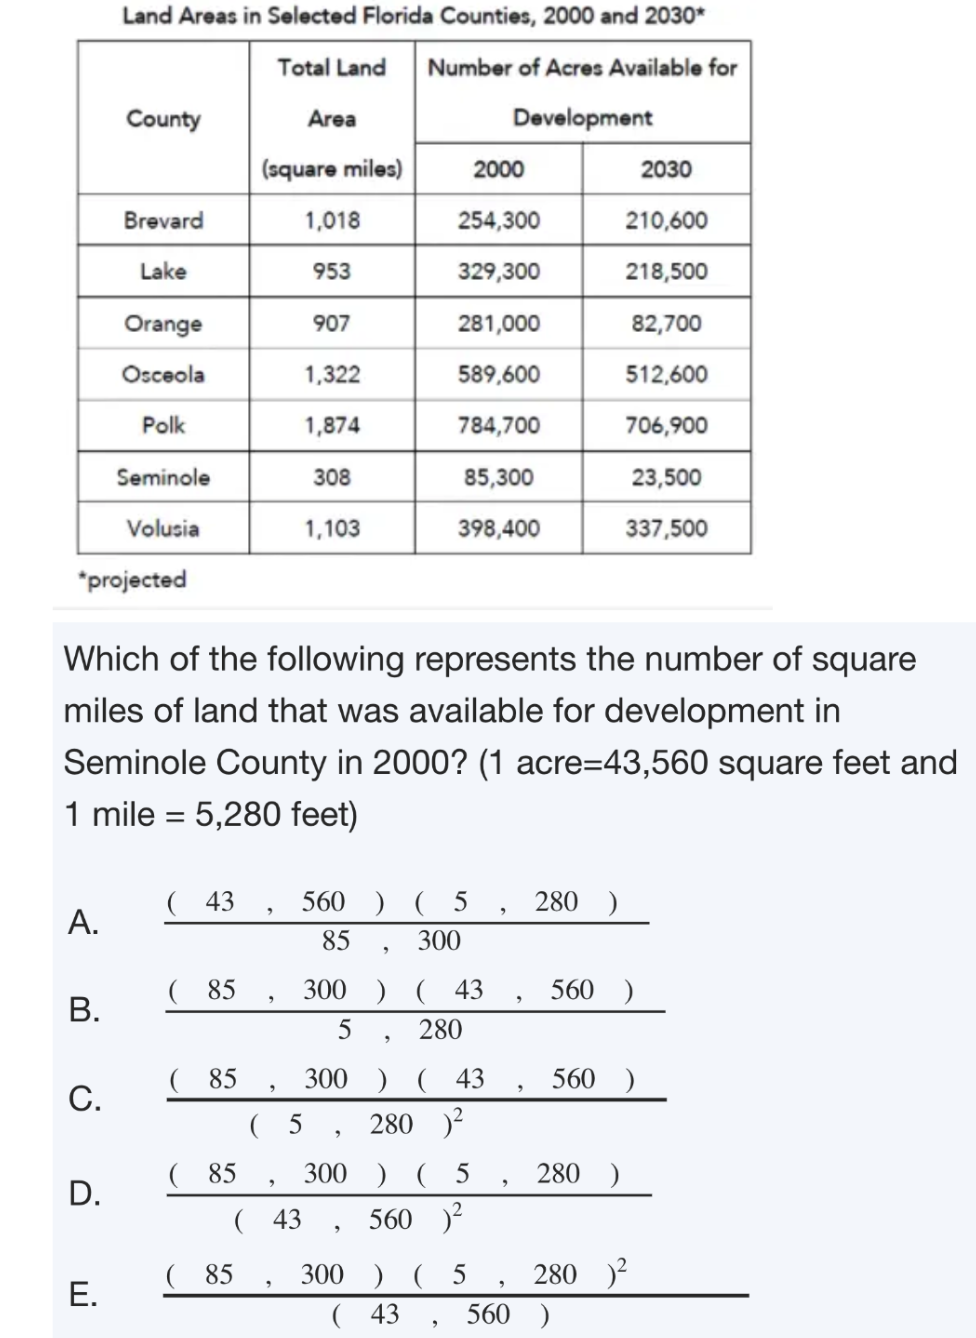 Land Areas in Selected Florida Counties, 2000 and 2030*
County Total Land Area (square miles) Number of Acres Available for Development
2000 2030
Brevard 1,018 254,300 210,600
Lake 953 329,300 218,500
Orange 907 281,000 82,700
Osceola 1,322 589,600 512,600
Polk 1,874 784,700 706,900
Seminole 308 85,300 23,500
Volusia 1,103 398,400 337,500
*projected
Which of the following represents the number of square
miles of land that was available for development in
Seminole County in 2000? (1 acre=43,560 square feet and
1 mile = 5,280 feet)
A. ( 43 , 560 ) ( 5 , 280 )
85 , 300
B. ( 85 , 300 ) ( 43 , 560 )
5 , 280
C. ( 85 , 300 ) ( 43 , 560 )
( 5 , 280 )²
D. ( 85 , 300 ) ( 5 , 280 )
( 43 , 560 )²
E. ( 85 , 300 ) ( 5 , 280 )²
( 43 , 560 )